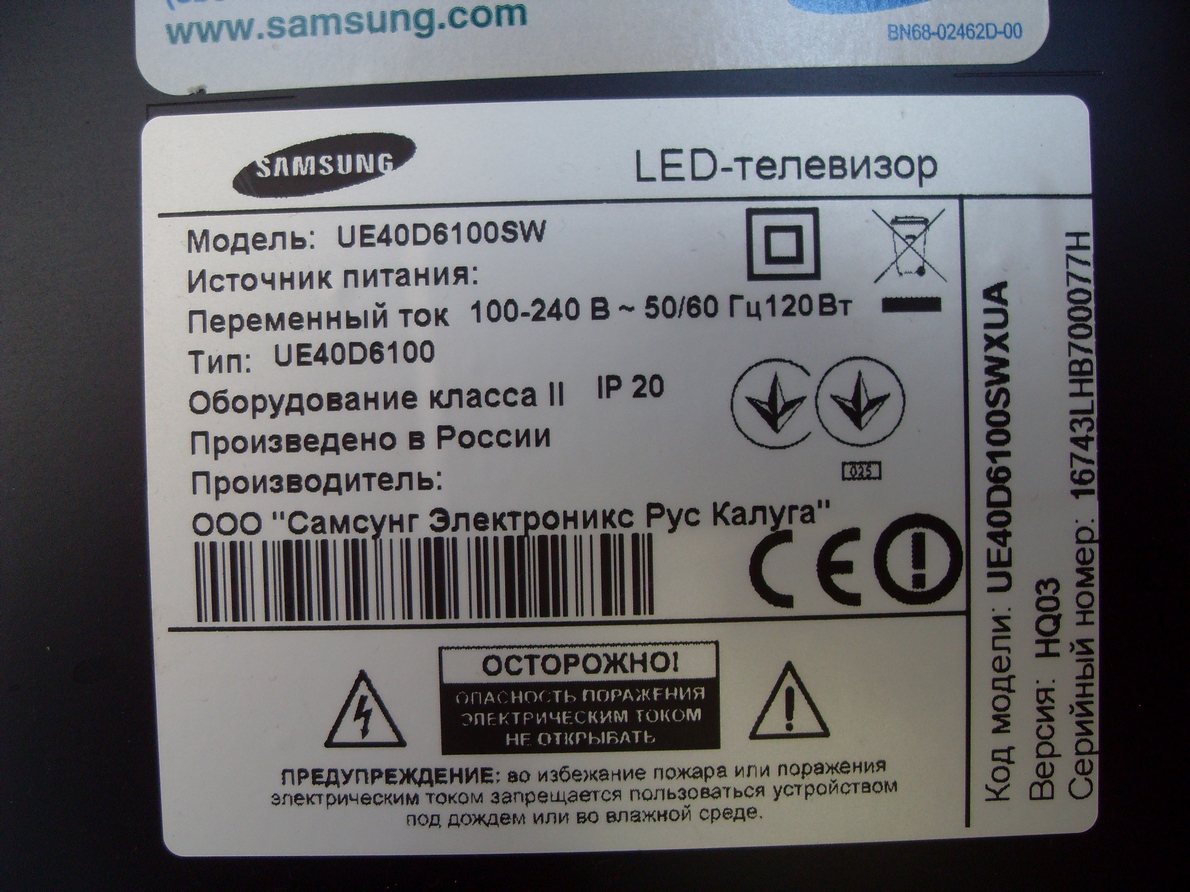 www.samsung.com
BN68-02462D-00
SAMSUNG
LED-телевизор
Модель: UE40D6100SW
Источник питания:
Переменный ток 100-240 В ~ 50/60 Гц120Вт
Тип: UE40D6100
Оборудование класса II IP 20
Произведено в России
Производитель:
025
ООО "Самсунг Электроникс Рус Калуга"
CE
ОСТОРОЖНО!
ОПАСНОСТЬ ПОРАЖЕНИЯ
ЭЛЕКТРИЧЕСКИМ ТОКОМ
НЕ ОТКРЫВАТЬ
ПРЕДУПРЕЖДЕНИЕ: во избежание пожара или поражения
электрическим током запрещается пользоваться устройством
под дождем или во влажной среде.
Код модели: UE40D6100SWXUA
Версия: HQ03
Серийный номер: 16743LHB700077H